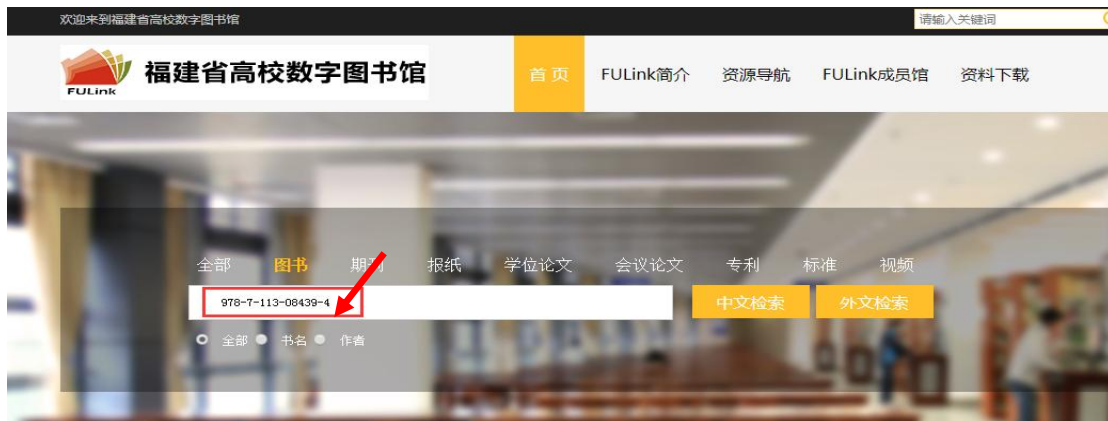 欢迎来到福建省高校数字图书馆
请输入关键词
FULink
福建省高校数字图书馆
首页 FULink简介 资源导航 FULink成员馆 资料下载
全部 图书 期刊 报纸 学位论文 会议论文 专利 标准 视频
978-7-113-08439-4
中文检索 外文检索
全部 书名 作者